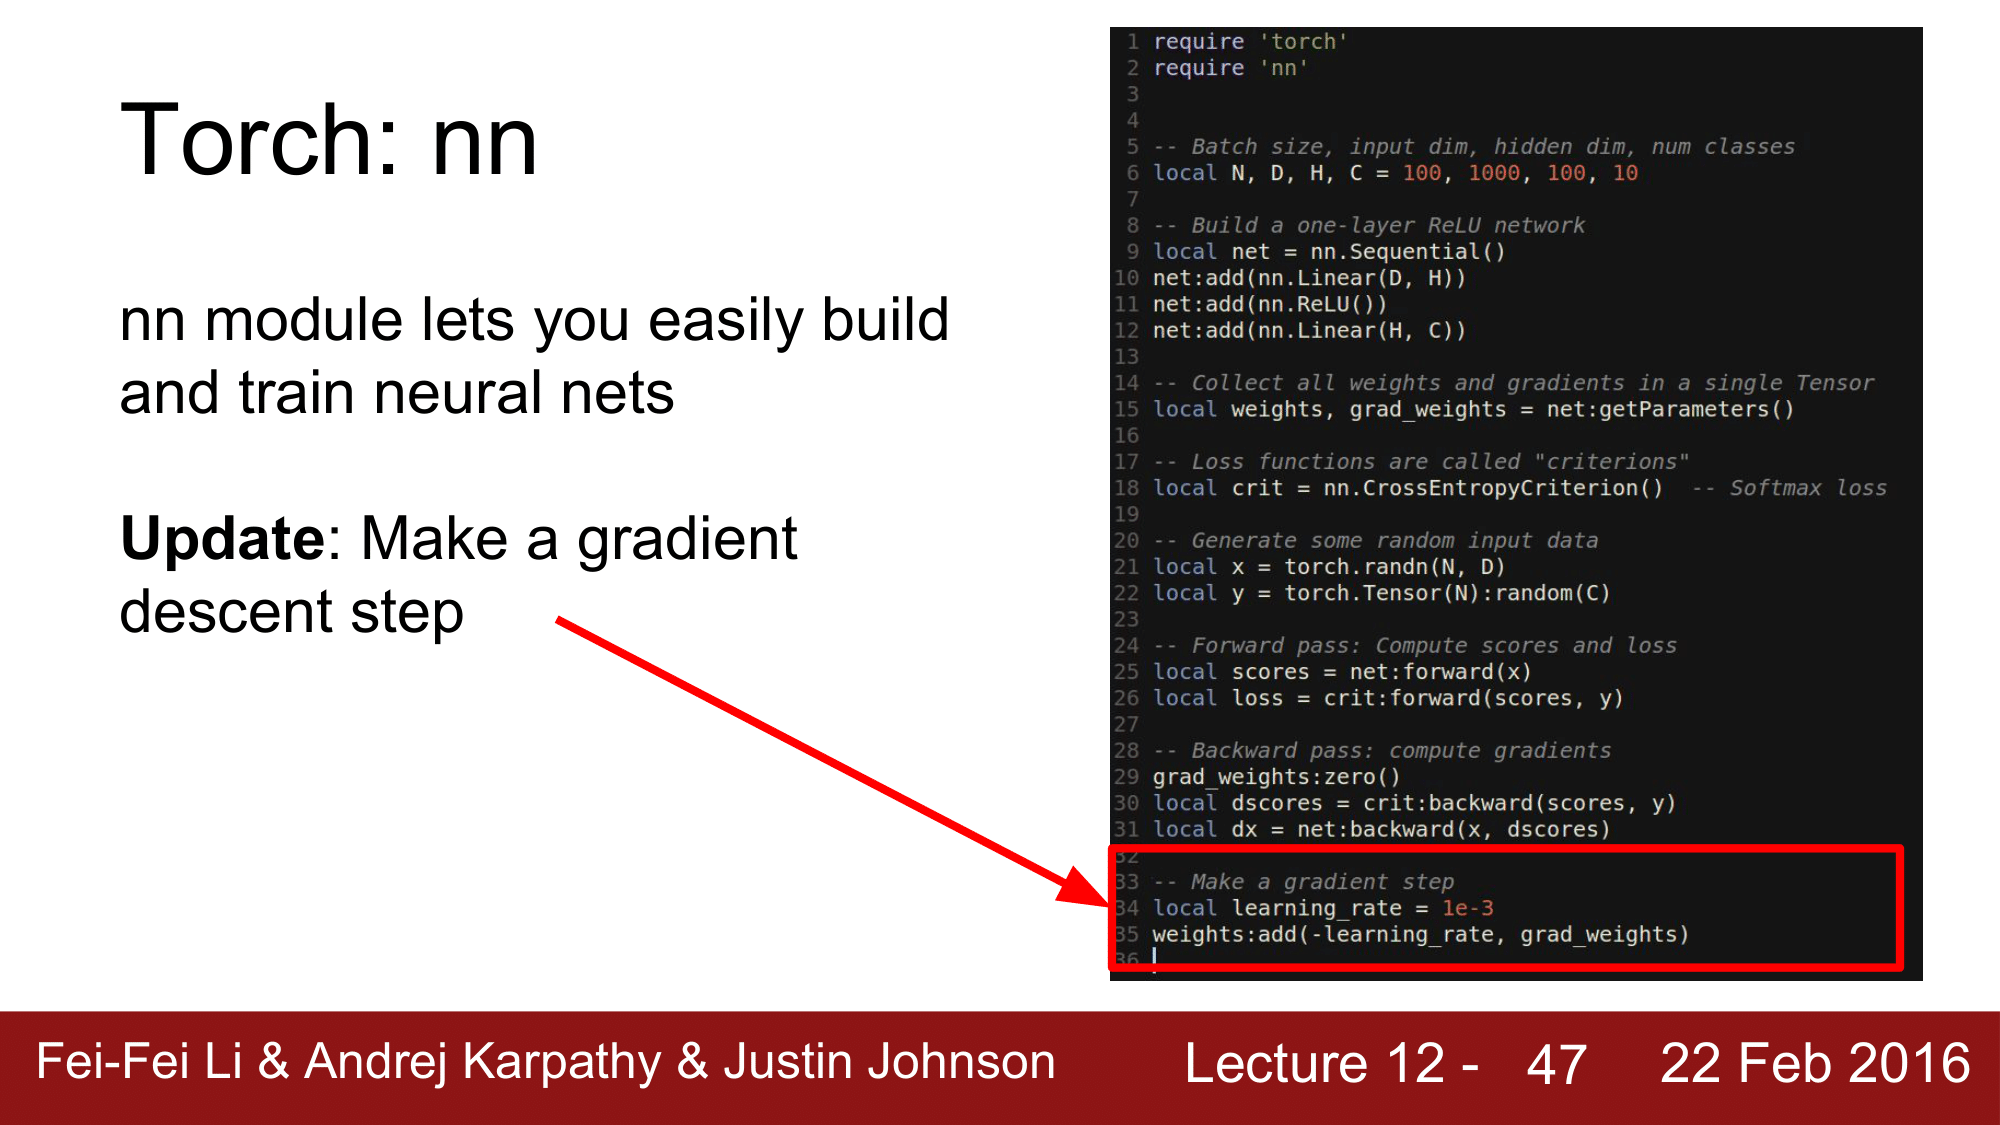 Torch: nn
nn module lets you easily build
and train neural nets
Update: Make a gradient
descent step
1 require 'torch'
2 require 'nn'
3
4
5 -- Batch size, input dim, hidden dim, num classes
6 local N, D, H, C = 100, 1000, 100, 10
7
8 -- Build a one-layer ReLU network
9 local net = nn.Sequential()
10 net:add(nn.Linear(D, H))
11 net:add(nn.ReLU())
12 net:add(nn.Linear(H, C))
13
14 -- Collect all weights and gradients in a single Tensor
15 local weights, grad_weights = net:getParameters()
16
17 -- Loss functions are called "criterions"
18 local crit = nn.CrossEntropyCriterion()  -- Softmax loss
19
20 -- Generate some random input data
21 local x = torch.randn(N, D)
22 local y = torch.Tensor(N):random(C)
23
24 -- Forward pass: Compute scores and loss
25 local scores = net:forward(x)
26 local loss = crit:forward(scores, y)
27
28 -- Backward pass: compute gradients
29 grad_weights:zero()
30 local dscores = crit:backward(scores, y)
31 local dx = net:backward(x, dscores)
32
33 -- Make a gradient step
34 local learning_rate = 1e-3
35 weights:add(-learning_rate, grad_weights)
36
Fei-Fei Li & Andrej Karpathy & Justin Johnson
Lecture 12 - 47
22 Feb 2016